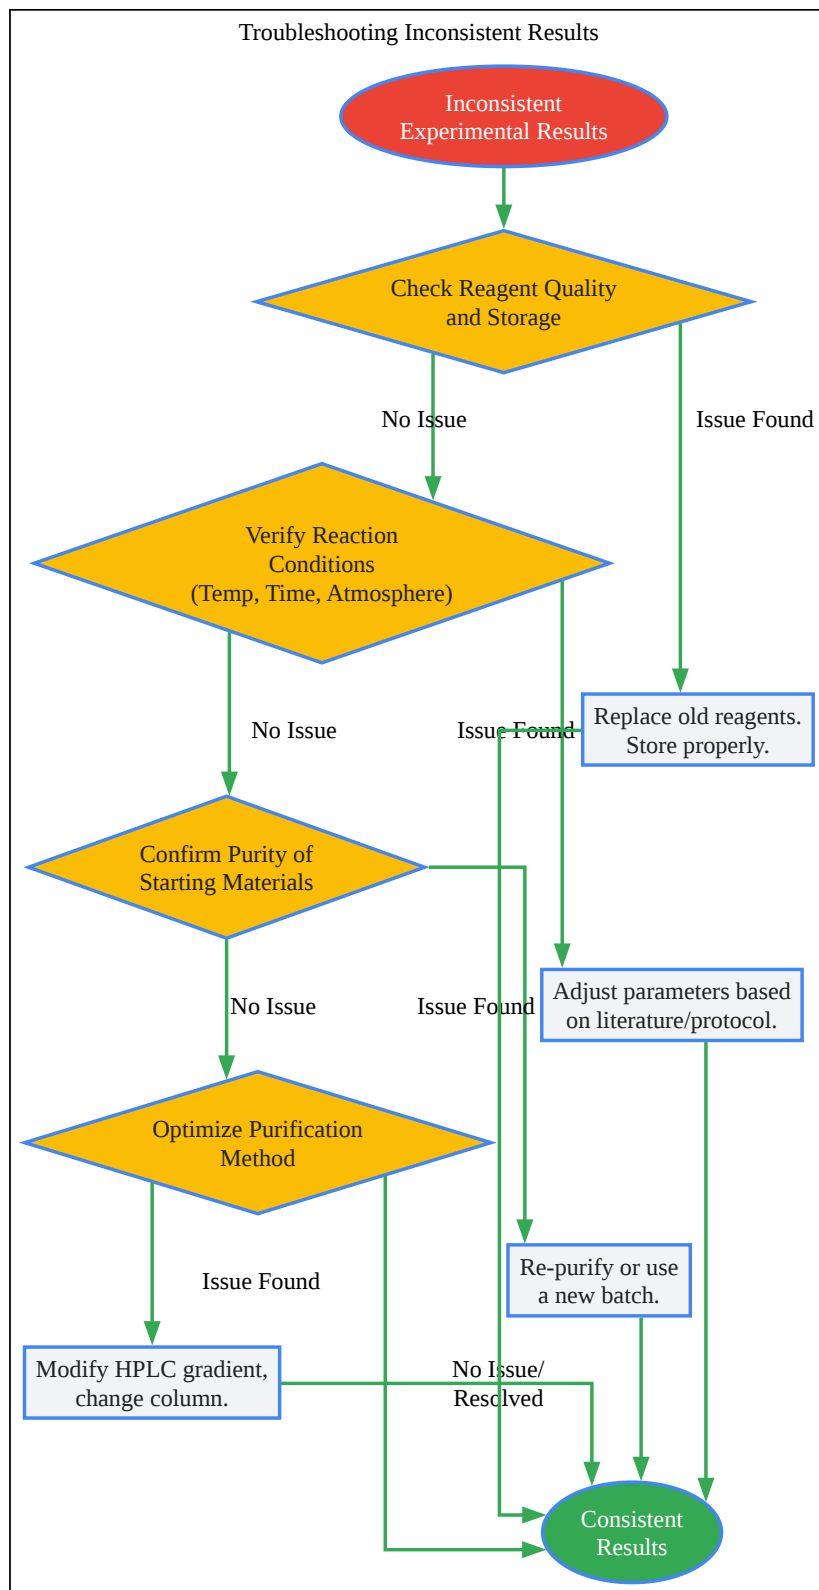 Troubleshooting Inconsistent Results
Inconsistent
Experimental Results
Check Reagent Quality
and Storage
No Issue
Issue Found
Verify Reaction
Conditions
(Temp, Time, Atmosphere)
No Issue
Issue Found
Replace old reagents.
Store properly.
Confirm Purity of
Starting Materials
No Issue
Issue Found
Adjust parameters based
on literature/protocol.
Optimize Purification
Method
Issue Found
Re-purify or use
a new batch.
Modify HPLC gradient,
change column.
No Issue/
Resolved
Consistent
Results